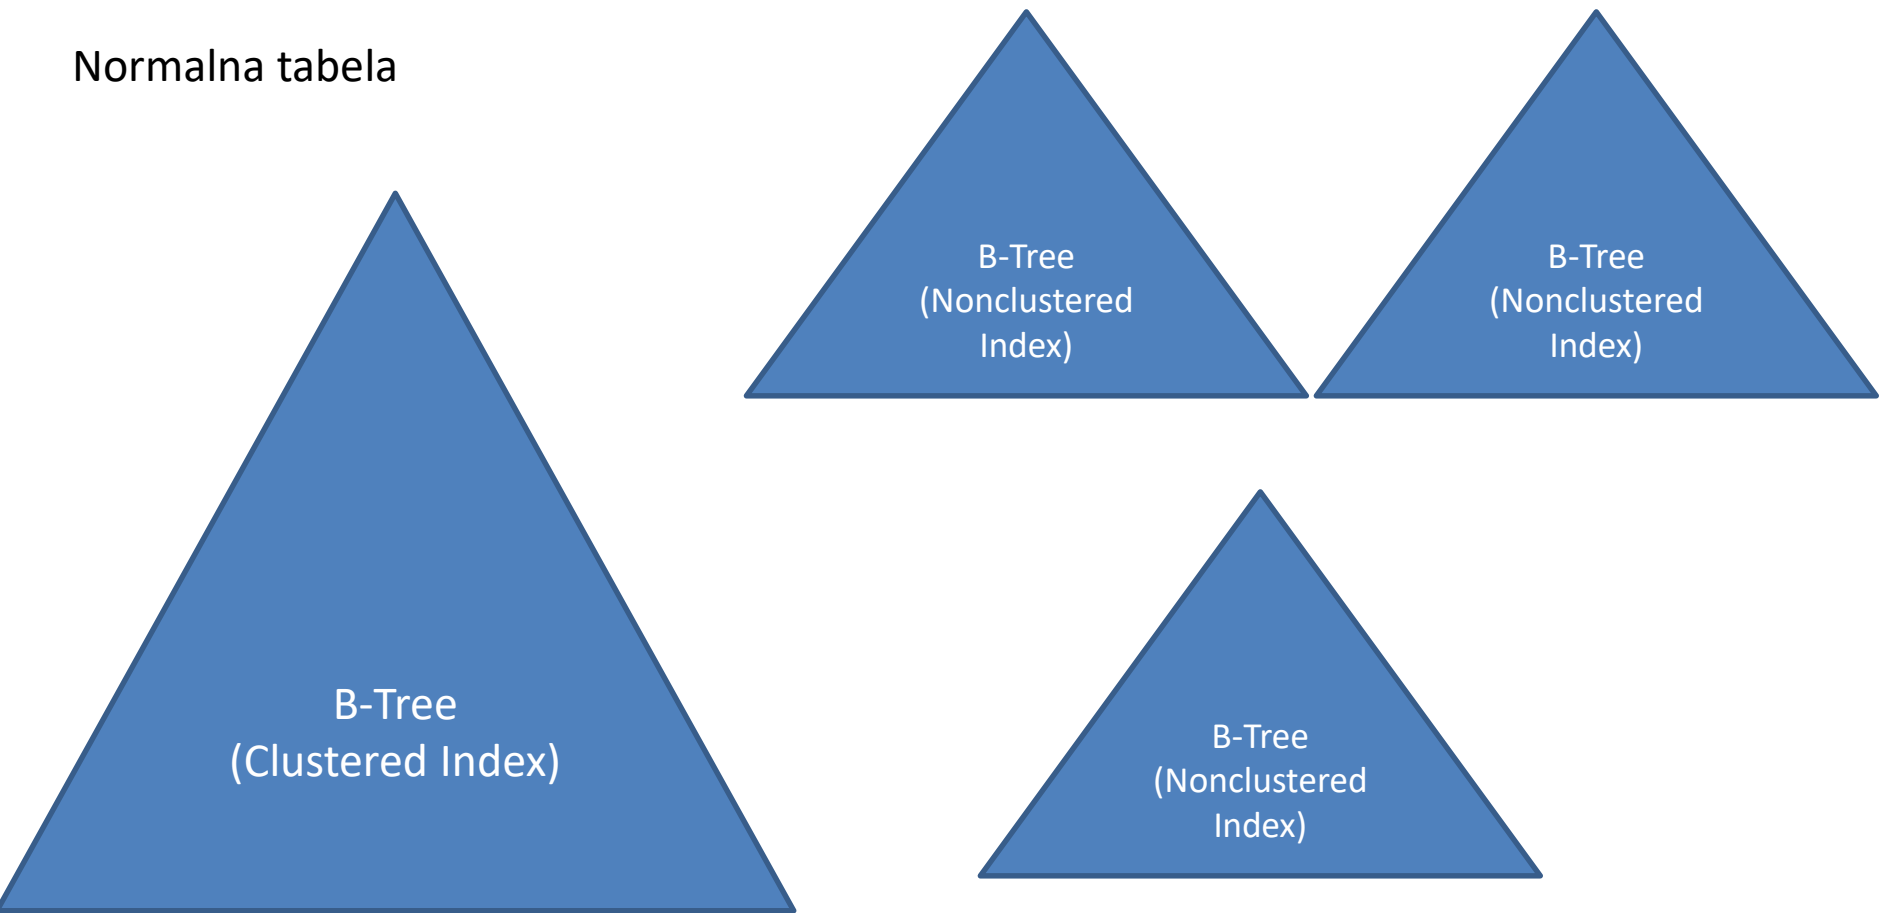 Normalna tabela
B-Tree
(Nonclustered
Index)
B-Tree
(Nonclustered
Index)
B-Tree
(Clustered Index)
B-Tree
(Nonclustered
Index)